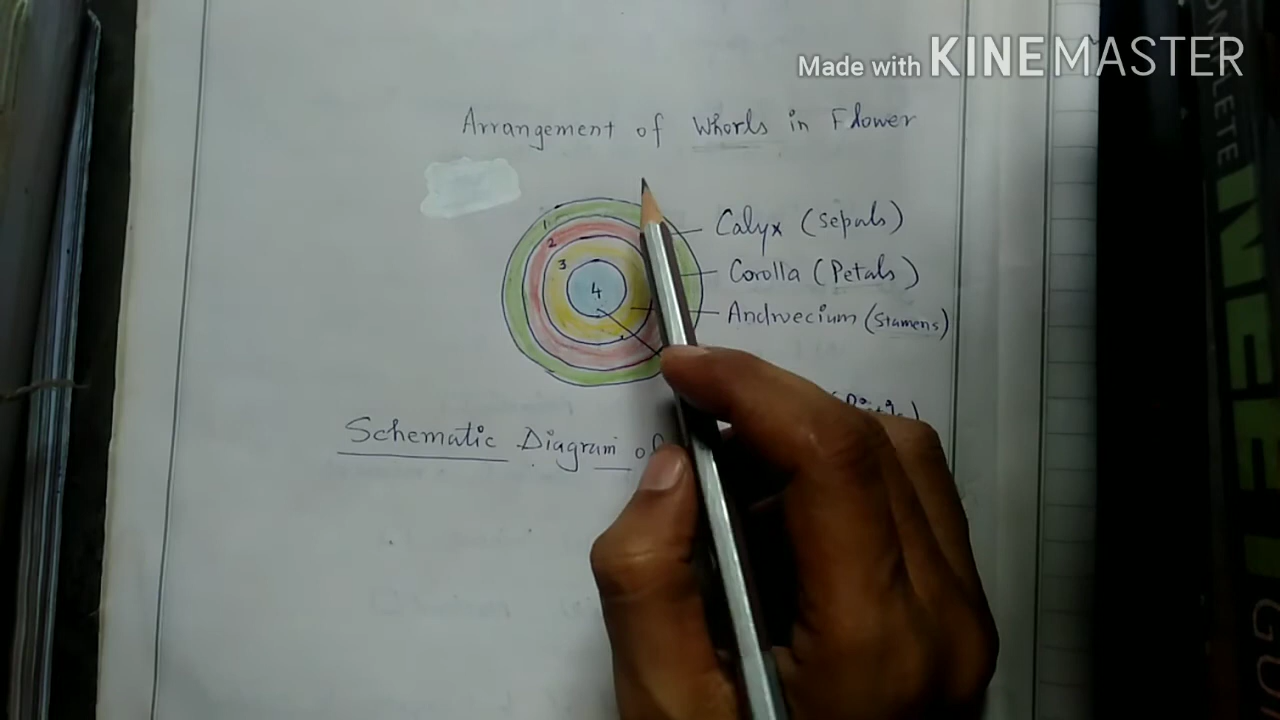 Made with KINEMASTER
Arrangement of Whorls in Flower
1
2
3
4
Calyx (Sepals)
Corolla (Petals)
Androecium (Stamens)
Schematic Diagram of